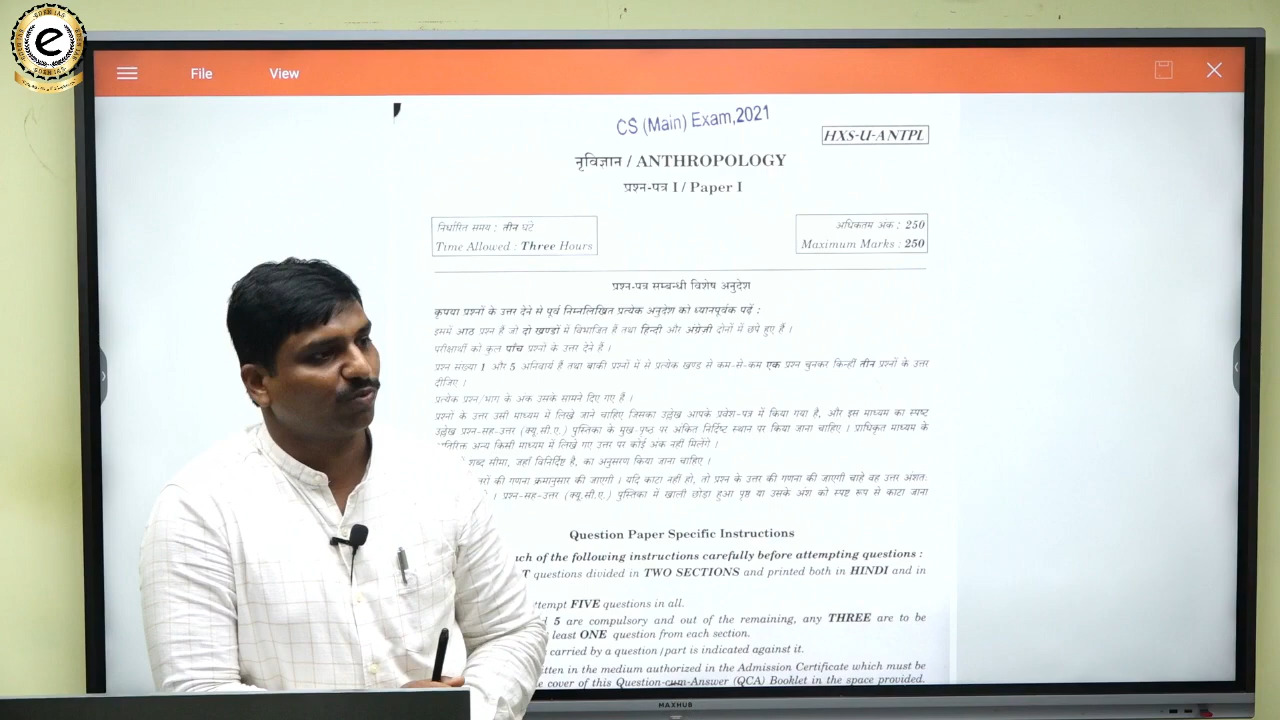 EDEN IAS
e
File
View
CS (Main) Exam,2021
HXS-U-ANTPL
नृविज्ञान / ANTHROPOLOGY
प्रश्न-पत्र I / Paper I
निर्धारित समय : तीन घंटे
Time Allowed : Three Hours
अधिकतम अंक : 250
Maximum Marks : 250
प्रश्न-पत्र सम्बन्धी विशेष अनुदेश
कृपया प्रश्नों के उत्तर देने से पूर्व निम्नलिखित प्रत्येक अनुदेश को ध्यानपूर्वक पढ़ें :
इसमें आठ प्रश्न हैं जो दो खण्डों में विभाजित हैं तथा हिन्दी और अंग्रेजी दोनों में छपे हुए हैं ।
परीक्षार्थी को कुल पाँच प्रश्नों के उत्तर देने हैं ।
प्रश्न संख्या 1 और 5 अनिवार्य हैं तथा बाकी प्रश्नों में से प्रत्येक खण्ड से कम-से-कम एक प्रश्न चुनकर किन्हीं तीन प्रश्नों के उत्तर
दीजिए ।
प्रत्येक प्रश्न/भाग के अंक उसके सामने दिए गए हैं ।
प्रश्नों के उत्तर उसी माध्यम में लिखे जाने चाहिए जिसका उल्लेख आपके प्रवेश-पत्र में किया गया है, और इस माध्यम का स्पष्ट
उल्लेख प्रश्न-सह-उत्तर (क्यू.सी.ए.) पुस्तिका के मुख-पृष्ठ पर अंकित निर्दिष्ट स्थान पर किया जाना चाहिए । प्राधिकृत माध्यम के
अन्य किसी माध्यम में लिखे गए उत्तर पर कोई अंक नहीं मिलेंगे ।
शब्द सीमा, जहाँ विनिर्दिष्ट है, का अनुसरण किया जाना चाहिए ।
की गणना क्रमानुसार की जाएगी । यदि काटा नहीं हो, तो प्रश्न के उत्तर की गणना की जाएगी चाहे वह उत्तर अंशतः
। प्रश्न-सह-उत्तर (क्यू.सी.ए.) पुस्तिका में खाली छोड़ा हुआ पृष्ठ या उसके अंश को स्पष्ट रूप से काटा जाना
Question Paper Specific Instructions
of the following instructions carefully before attempting questions :
questions divided in TWO SECTIONS and printed both in HINDI and in
FIVE questions in all.
5 are compulsory and out of the remaining, any THREE are to be
least ONE question from each section.
carried by a question/part is indicated against it.
in the medium authorized in the Admission Certificate which must be
cover of this Question-cum-Answer (QCA) Booklet in the space provided.
MAXHUB